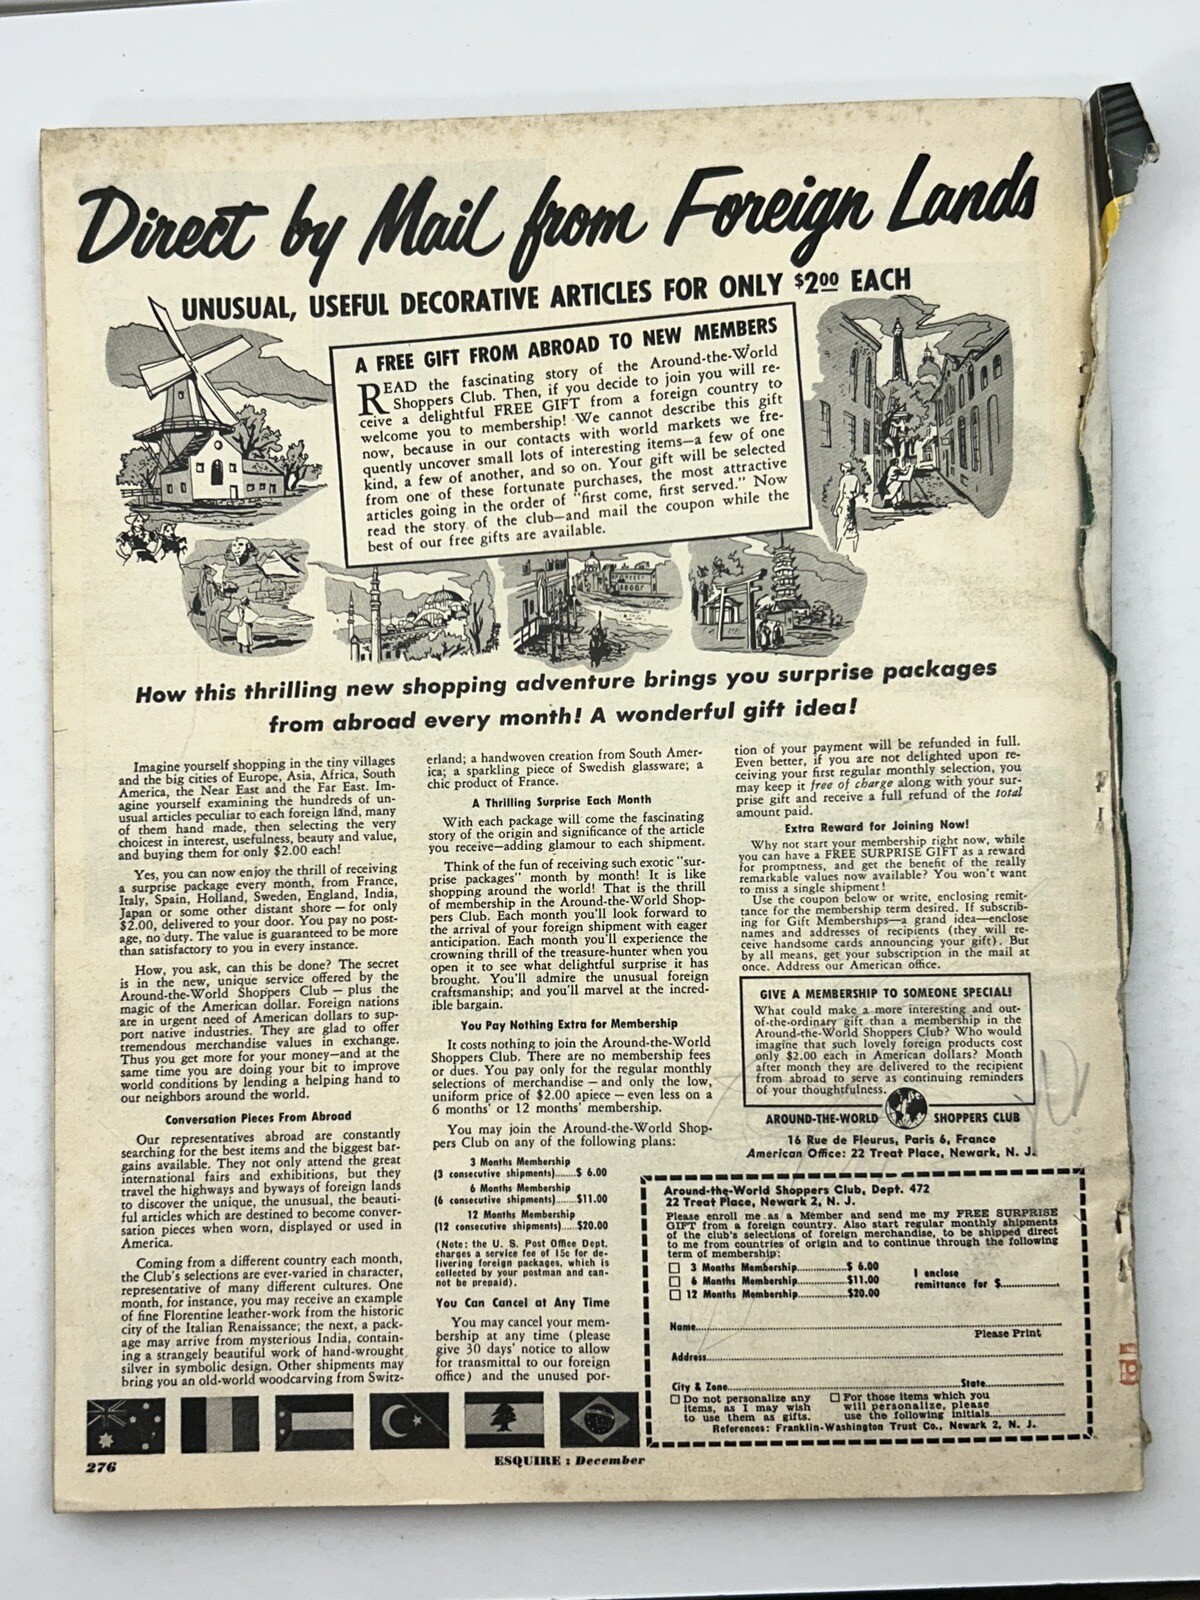 Direct by Mail from Foreign Lands
UNUSUAL, USEFUL DECORATIVE ARTICLES FOR ONLY $2.00 EACH
A FREE GIFT FROM ABROAD TO NEW MEMBERS
READ the fascinating story of the Around-the-World
Shoppers Club. Then, if you decide to join you will re-
ceive a delightful FREE GIFT from a foreign country to
welcome you to membership! We cannot describe this gift
now, because in our contacts with world markets we fre-
quently uncover small lots of interesting items—a few of one
kind, a few of another, and so on. Your gift will be selected
from one of these fortunate purchases, the most attractive
articles going in the order of "first come, first served." Now
read the story of the club—and mail the coupon while the
best of our free gifts are available.
How this thrilling new shopping adventure brings you surprise packages
from abroad every month! A wonderful gift idea!
Imagine yourself shopping in the tiny villages
and the big cities of Europe, Asia, Africa, South
America, the Near East and the Far East. Im-
agine yourself examining the hundreds of un-
usual articles peculiar to each foreign land, many
of them hand made, then selecting the very
choicest in interest, usefulness, beauty and value,
and buying them for only $2.00 each!
Yes, you can now enjoy the thrill of receiving
a surprise package every month, from France,
Italy, Spain, Holland, Sweden, England, India,
Japan or some other distant shore — for only
$2.00, delivered to your door. You pay no post-
age, no duty. The value is guaranteed to be more
than satisfactory to you in every instance.
How, you ask, can this be done? The secret
is in the new, unique service offered by the
Around-the-World Shoppers Club — plus the
magic of the American dollar. Foreign nations
are in urgent need of American dollars to sup-
port native industries. They are glad to offer
tremendous merchandise values in exchange.
Thus you get more for your money—and at the
same time you are doing your bit to improve
world conditions by lending a helping hand to
our neighbors around the world.
Conversation Pieces From Abroad
Our representatives abroad are constantly
searching for the best items and the biggest bar-
gains available. They not only attend the great
international fairs and exhibitions, but they
travel the highways and byways of foreign lands
to discover the unique, the unusual, the beauti-
ful articles which are destined to become conver-
sation pieces when worn, displayed or used in
America.
Coming from a different country each month,
the Club's selections are ever-varied in character,
representative of many different cultures. One
month, for instance, you may receive an example
of fine Florentine leather-work from the historic
city of the Italian Renaissance; the next, a pack-
age may arrive from mysterious India, contain-
ing a strangely beautiful work of hand-wrought
silver in symbolic design. Other shipments may
bring you an old-world woodcarving from Switz-
erland; a handwoven creation from South Amer-
ica; a sparkling piece of Swedish glassware; a
chic product of France.
A Thrilling Surprise Each Month
With each package will come the fascinating
story of the origin and significance of the article
you receive—adding glamour to each shipment.
Think of the fun of receiving such exotic "sur-
prise packages" month by month! It is like
shopping around the world! That is the thrill
of membership in the Around-the-World Shop-
pers Club. Each month you'll look forward to
the arrival of your foreign shipment with eager
anticipation. Each month you'll experience the
crowning thrill of the treasure-hunter when you
open it to see what delightful surprise it has
brought. You'll admire the unusual foreign
craftsmanship; and you'll marvel at the incred-
ible bargain.
You Pay Nothing Extra for Membership
It costs nothing to join the Around-the-World
Shoppers Club. There are no membership fees
or dues. You pay only for the regular monthly
selections of merchandise — and only the low,
uniform price of $2.00 apiece — even less on a
6 months' or 12 months' membership.
You may join the Around-the-World Shop-
pers Club on any of the following plans:
3 Months Membership
(3 consecutive shipments)......$ 6.00
6 Months Membership
(6 consecutive shipments)......$11.00
12 Months Membership
(12 consecutive shipments)....$20.00
(Note: the U. S. Post Office Dept.
charges a service fee of 15c for de-
livering foreign packages, which is
collected by your postman and can-
not be prepaid).
You Can Cancel at Any Time
You may cancel your mem-
bership at any time (please
give 30 days' notice to allow
for transmittal to our foreign
office) and the unused por-
tion of your payment will be refunded in full.
Even better, if you are not delighted upon re-
ceiving your first regular monthly selection, you
may keep it free of charge along with your sur-
prise gift and receive a full refund of the total
amount paid.
Extra Reward for Joining Now!
Why not start your membership right now, while
you can have a FREE SURPRISE GIFT as a reward
for promptness, and get the benefit of the really
remarkable values now available? You won't want
to miss a single shipment!
Use the coupon below or write, enclosing remit-
tance for the membership term desired. If subscrib-
ing for Gift Memberships—a grand idea—enclose
names and addresses of recipients (they will re-
ceive handsome cards announcing your gift). But
by all means, get your subscription in the mail at
once. Address our American office.
GIVE A MEMBERSHIP TO SOMEONE SPECIAL!
What could make a more interesting and out-
of-the-ordinary gift than a membership in the
Around-the-World Shoppers Club? Who would
imagine that such lovely foreign products cost
only $2.00 each in American dollars? Month
after month they are delivered to the recipient
from abroad to serve as continuing reminders
of your thoughtfulness.
AROUND-THE-WORLD SHOPPERS CLUB
16 Rue de Fleurus, Paris 6, France
American Office: 22 Treat Place, Newark, N. J.
Around-the-World Shoppers Club, Dept. 472
22 Treat Place, Newark 2, N. J.
Please enroll me as a Member and send me my FREE SURPRISE
GIFT from a foreign country. Also start regular monthly shipments
of the club's selections of foreign merchandise, to be shipped direct
to me from countries of origin and to continue through the following
term of membership:
3 Months Membership..............$ 6.00
6 Months Membership..............$11.00
12 Months Membership..............$20.00
I enclose
remittance for $..............
Name..............
Please Print
Address..............
City & Zone..............State..............
Do not personalize any
items, as I may wish
to use them as gifts.
For those items which you
will personalize, please
use the following initials..............
References: Franklin-Washington Trust Co., Newark 2, N. J.
276
ESQUIRE : December